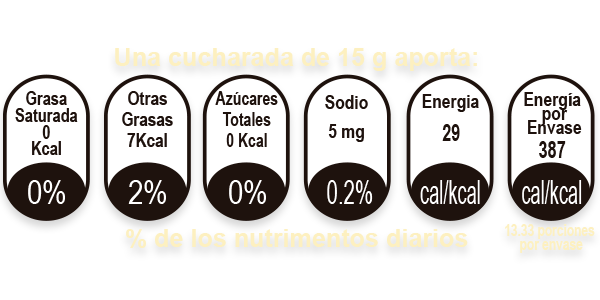 Una cucharada de 15 g aporta:
Grasa
Saturada
0
Kcal
0%
Otras
Grasas
7Kcal
2%
Azúcares
Totales
0 Kcal
0%
Sodio
5 mg
0.2%
Energia
29
cal/kcal
Energía
por
Envase
387
cal/kcal
% de los nutrimentos diarios
13.33 porciones
por envase